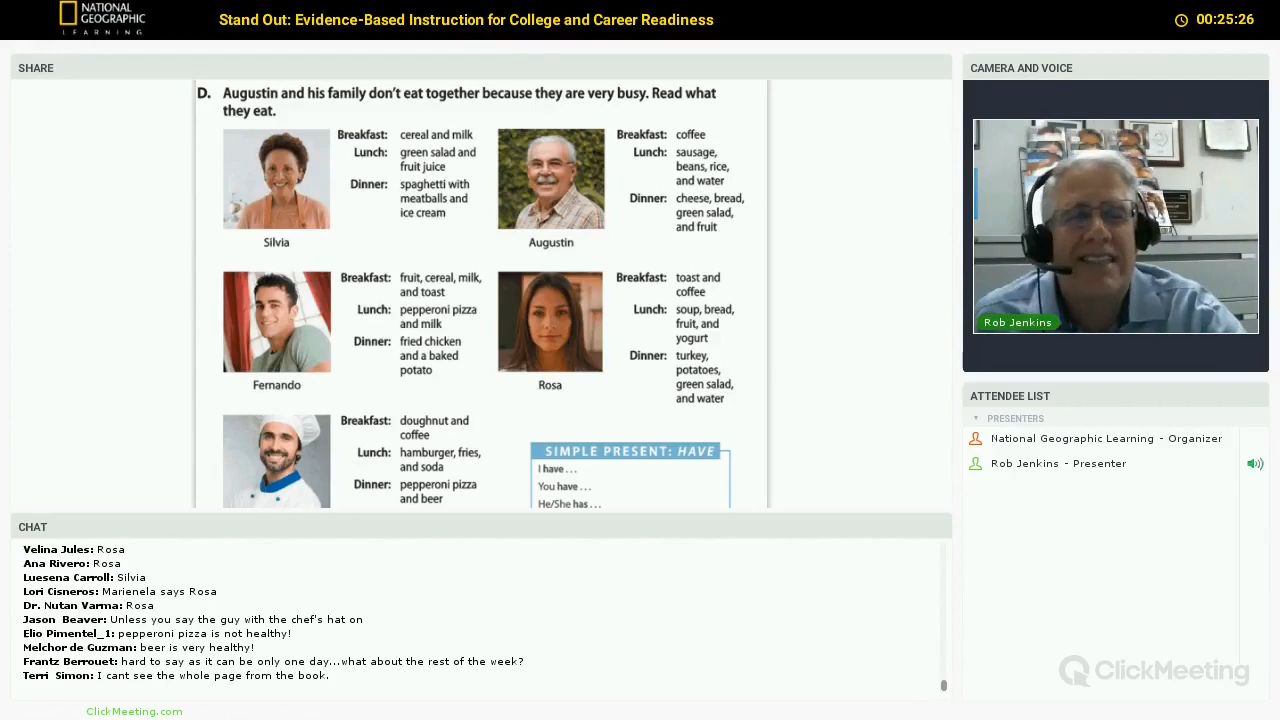 NATIONAL
GEOGRAPHIC
LEARNING
Stand Out: Evidence-Based Instruction for College and Career Readiness
00:25:26
SHARE
D. Augustin and his family don't eat together because they are very busy. Read what
they eat.
Breakfast: cereal and milk
Lunch: green salad and
fruit juice
Dinner: spaghetti with
meatballs and
ice cream
Silvia
Breakfast: coffee
Lunch: sausage,
beans, rice,
and water
Dinner: cheese, bread,
green salad,
and fruit
Augustin
Breakfast: fruit, cereal, milk,
and toast
Lunch: pepperoni pizza
and milk
Dinner: fried chicken
and a baked
potato
Fernando
Breakfast: toast and
coffee
Lunch: soup, bread,
fruit, and
yogurt
Dinner: turkey,
potatoes,
green salad,
and water
Rosa
Breakfast: doughnut and
coffee
Lunch: hamburger, fries,
and soda
Dinner: pepperoni pizza
and beer
SIMPLE PRESENT: HAVE
I have . . .
You have . . .
He/She has . . .
CAMERA AND VOICE
Rob Jenkins
ATTENDEE LIST
PRESENTERS
National Geographic Learning - Organizer
Rob Jenkins - Presenter
CHAT
Velina Jules: Rosa
Ana Rivero: Rosa
Luesena Carroll: Silvia
Lori Cisneros: Marienela says Rosa
Dr. Nutan Varma: Rosa
Jason Beaver: Unless you say the guy with the chef's hat on
Elio Pimentel_1: pepperoni pizza is not healthy!
Melchor de Guzman: beer is very healthy!
Frantz Berrouet: hard to say as it can be only one day...what about the rest of the week?
Terri Simon: I cant see the whole page from the book.
ClickMeeting
ClickMeeting.com